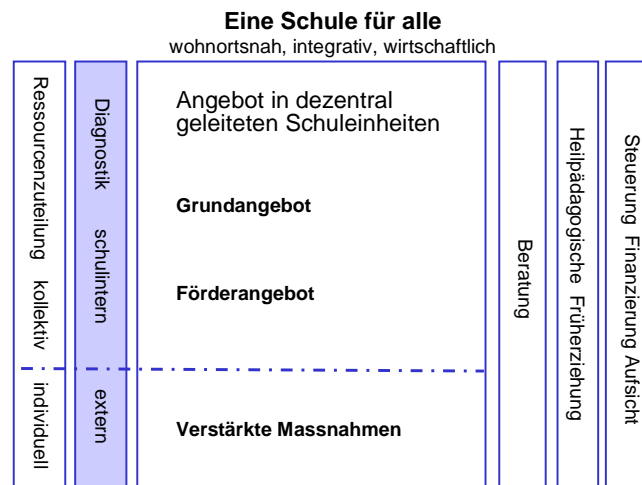 Eine Schule für alle
wohnortsnah, integrativ, wirtschaftlich
Ressourcenzuteilung kollektiv individuell
Diagnostik schulintern extern
Angebot in dezentral
geleiteten Schuleinheiten
Grundangebot
Förderangebot
Verstärkte Massnahmen
Beratung
Heilpädagogische Früherziehung
Steuerung Finanzierung Aufsicht